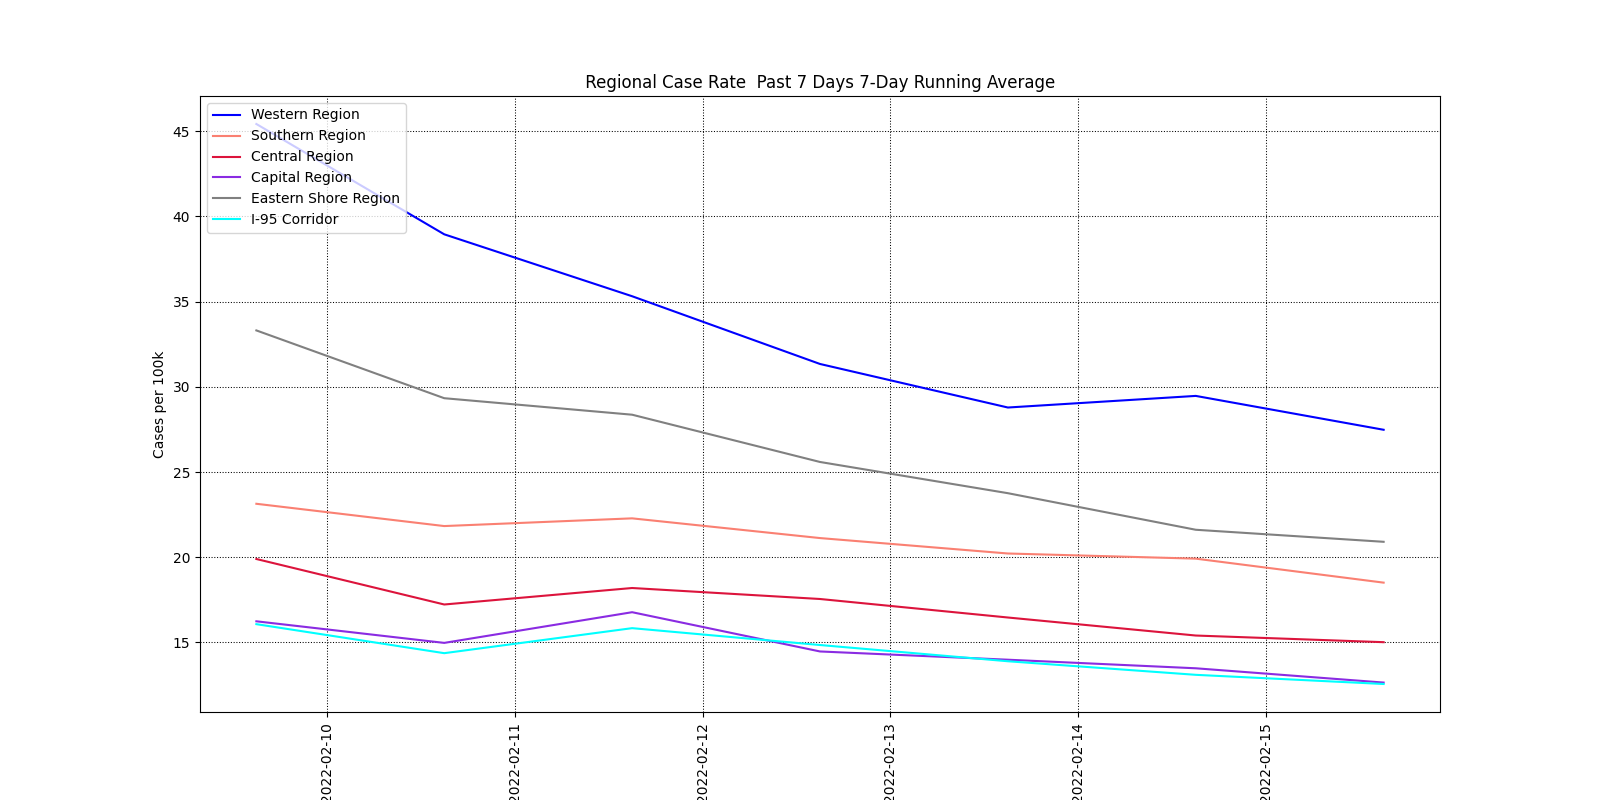 Regional Case Rate  Past 7 Days 7-Day Running Average
Western Region
Southern Region
Central Region
Capital Region
Eastern Shore Region
I-95 Corridor
Cases per 100k
45
40
35
30
25
20
15
2022-02-10
2022-02-11
2022-02-12
2022-02-13
2022-02-14
2022-02-15